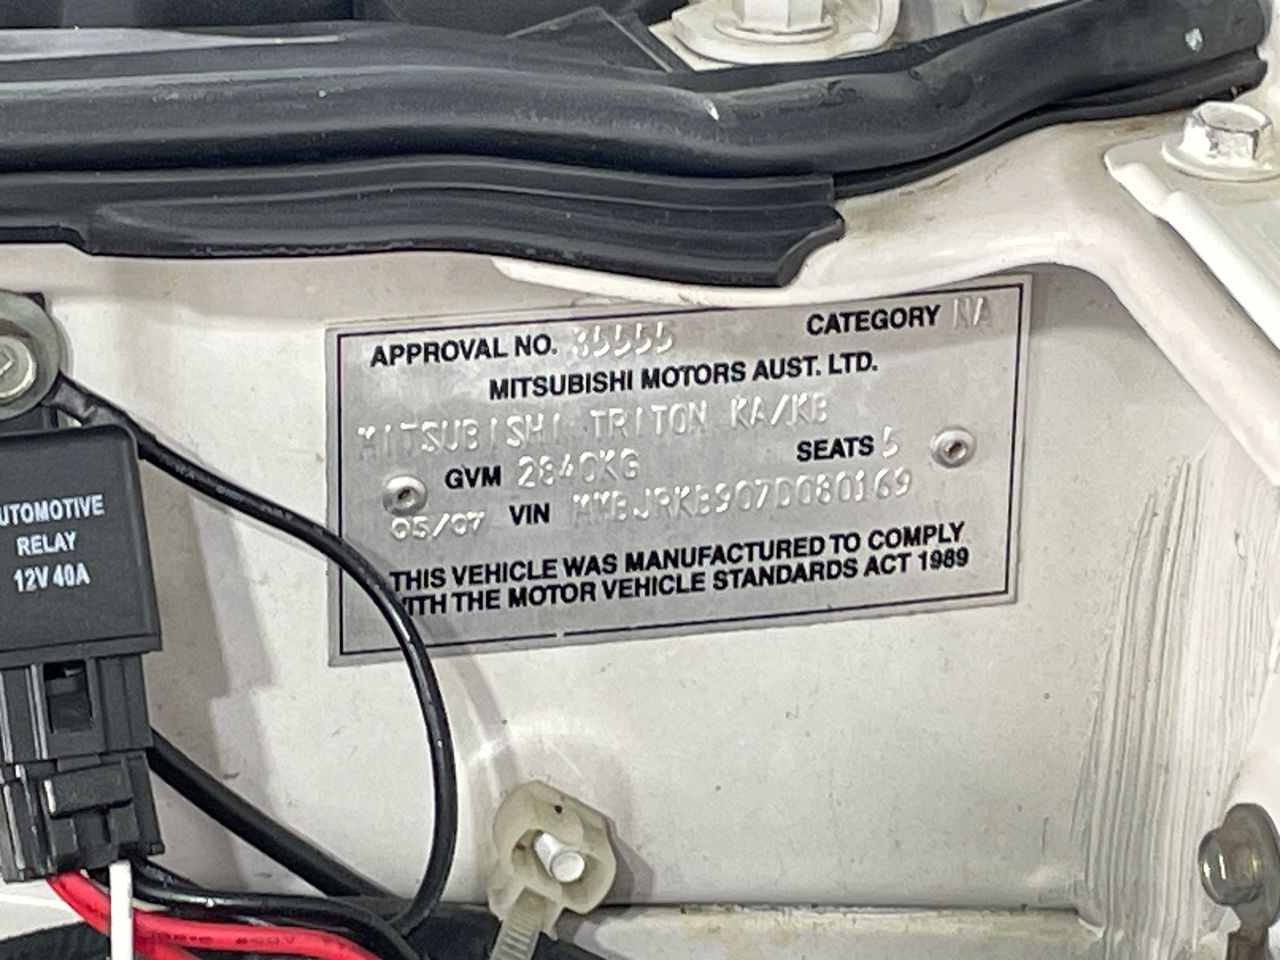 APPROVAL NO. 35555 CATEGORY NA
MITSUBISHI MOTORS AUST. LTD.
MITSUBISHI TRITON KA/KB
GVM 2840KG SEATS 5
05/07 VIN MMBJRKB907D080169
THIS VEHICLE WAS MANUFACTURED TO COMPLY
WITH THE MOTOR VEHICLE STANDARDS ACT 1989
UTOMOTIVE
RELAY
12V 40A